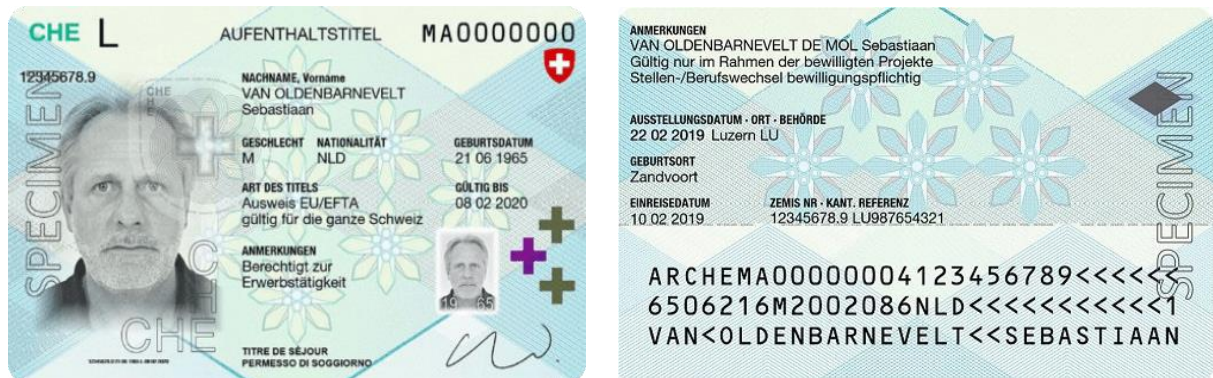 CHE L AUFENTHALTSTITEL MA0000000
12345678.9
SPECIMEN
CHE
NACHNAME, Vorname
VAN OLDENBARNEVELT
Sebastiaan
GESCHLECHT NATIONALITÄT GEBURTSDATUM
M NLD 21 06 1965
ART DES TITELS GÜLTIG BIS
Ausweis EU/EFTA 08 02 2020
gültig für die ganze Schweiz
ANMERKUNGEN
Berechtigt zur
Erwerbstätigkeit
19 65
CHE
TITRE DE SÉJOUR
PERMESSO DI SOGGIORNO
ANMERKUNGEN
VAN OLDENBARNEVELT DE MOL Sebastiaan
Gültig nur im Rahmen der bewilligten Projekte
Stellen-/Berufswechsel bewilligungspflichtig
AUSSTELLUNGSDATUM · ORT · BEHÖRDE
22 02 2019 Luzern LU
GEBURTSORT
Zandvoort
EINREISEDATUM ZEMIS NR · KANT. REFERENZ
10 02 2019 12345678.9 LU987654321
SPECIMEN
ARCHEMA00000004123456789<<<<<<
6506216M2002086NLD<<<<<<<<<<<1
VAN<OLDENBARNEVELT<<SEBASTIAAN